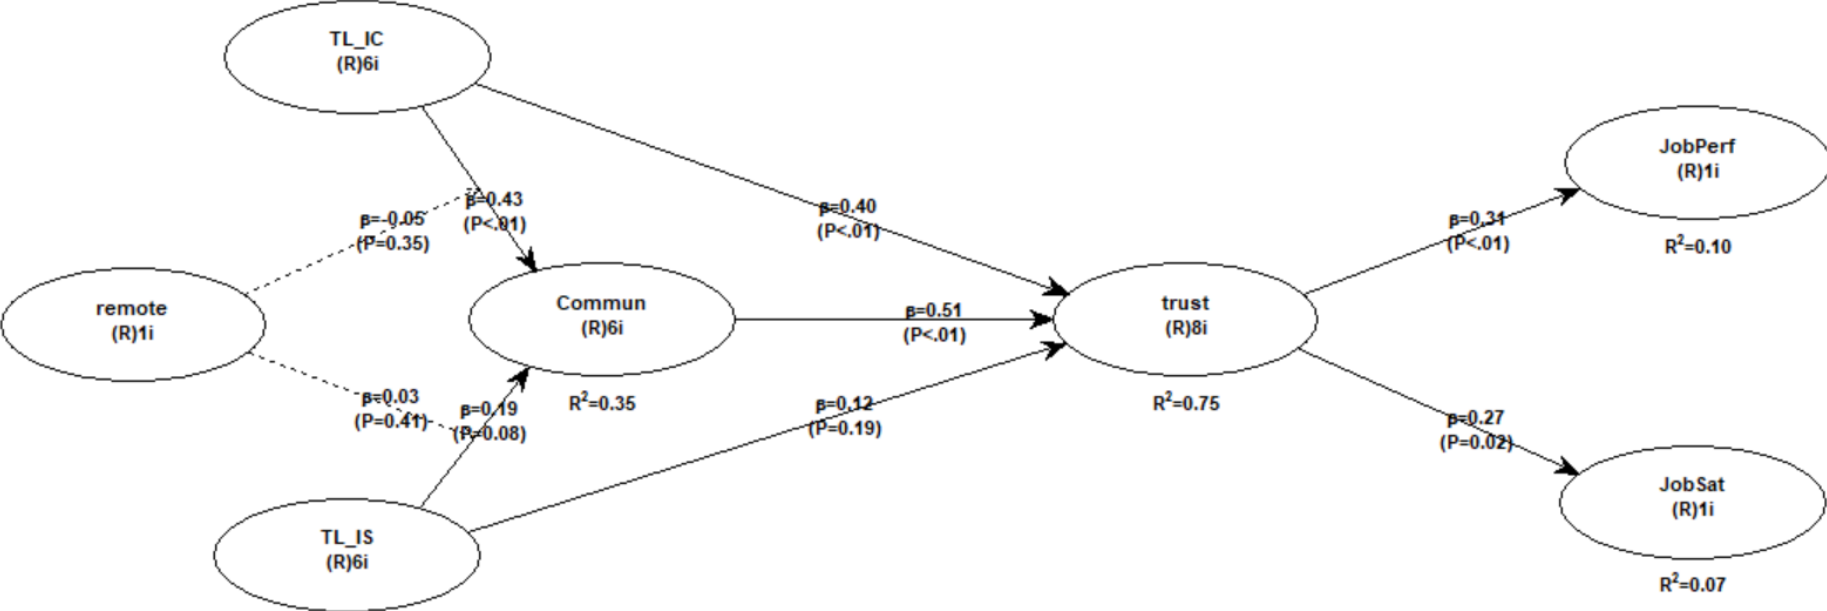 TL_IC
(R)6i
JobPerf
(R)1i
R²=0.10
β=0.43
(P<.01)
β=0.40
(P<.01)
β=-0.05
(P=0.35)
β=0.31
(P<.01)
remote
(R)1i
Commun
(R)6i
R²=0.35
β=0.51
(P<.01)
trust
(R)8i
R²=0.75
β=0.03
(P=0.41)
β=0.19
(P=0.08)
β=0.12
(P=0.19)
β=0.27
(P=0.02)
TL_IS
(R)6i
JobSat
(R)1i
R²=0.07